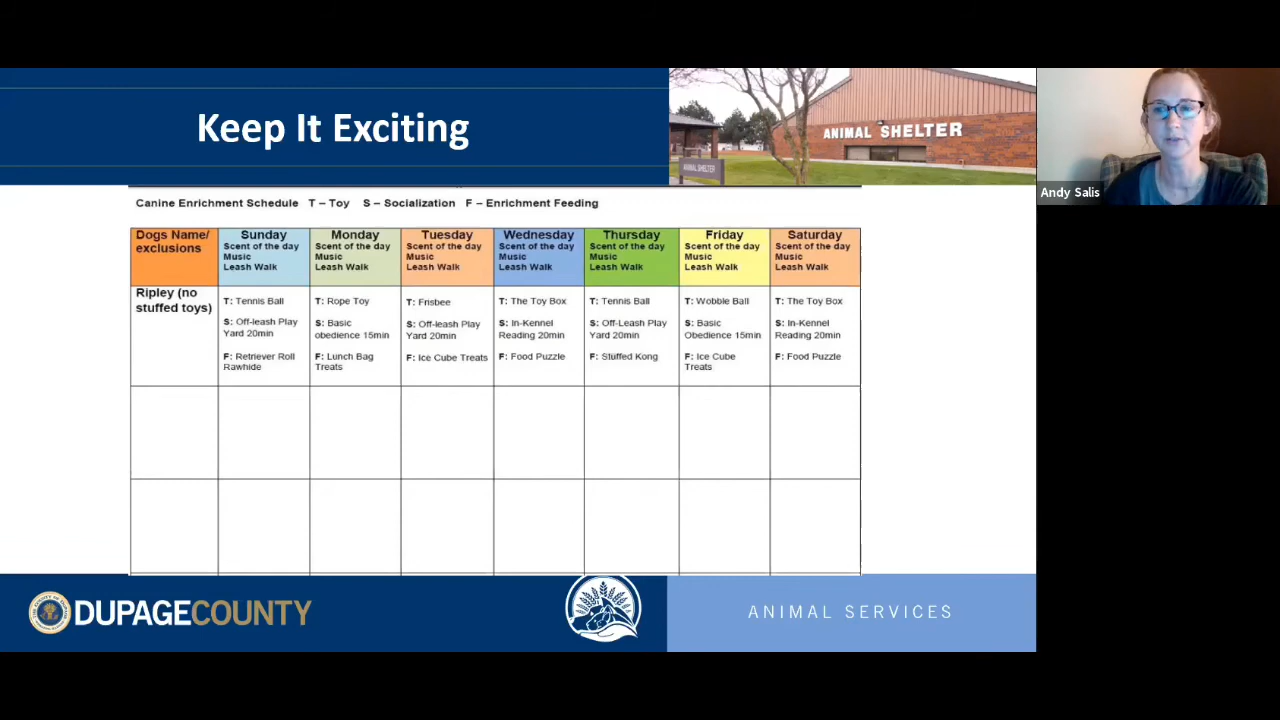 Keep It Exciting
ANIMAL SHELTER
ANIMAL SHELTER
Andy Salis
Canine Enrichment Schedule T – Toy S – Socialization F – Enrichment Feeding
Dogs Name/
exclusions
Sunday
Scent of the day
Music
Leash Walk
Monday
Scent of the day
Music
Leash Walk
Tuesday
Scent of the day
Music
Leash Walk
Wednesday
Scent of the day
Music
Leash Walk
Thursday
Scent of the day
Music
Leash Walk
Friday
Scent of the day
Music
Leash Walk
Saturday
Scent of the day
Music
Leash Walk
Ripley (no
stuffed toys)
T: Tennis Ball
S: Off-leash Play
Yard 20min
F: Retriever Roll
Rawhide
T: Rope Toy
S: Basic
obedience 15min
F: Lunch Bag
Treats
T: Frisbee
S: Off-leash Play
Yard 20min
F: Ice Cube Treats
T: The Toy Box
S: In-Kennel
Reading 20min
F: Food Puzzle
T: Tennis Ball
S: Off-Leash Play
Yard 20min
F: Stuffed Kong
T: Wobble Ball
S: Basic
Obedience 15min
F: Ice Cube
Treats
T: The Toy Box
S: In-Kennel
Reading 20min
F: Food Puzzle
DUPAGECOUNTY
ANIMAL SERVICES